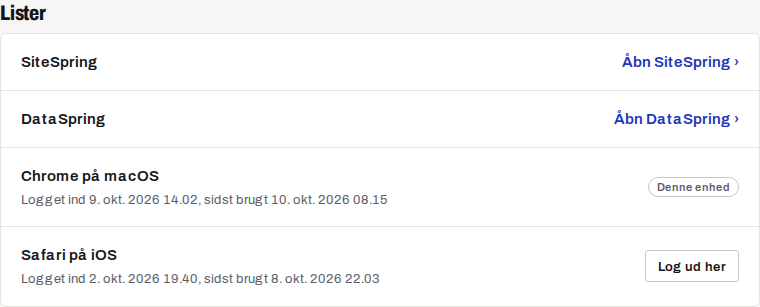 Lister
SiteSpring
Åbn SiteSpring ›
DataSpring
Åbn DataSpring ›
Chrome på macOS
Logget ind 9. okt. 2026 14.02, sidst brugt 10. okt. 2026 08.15
Denne enhed
Safari på iOS
Logget ind 2. okt. 2026 19.40, sidst brugt 8. okt. 2026 22.03
Log ud her